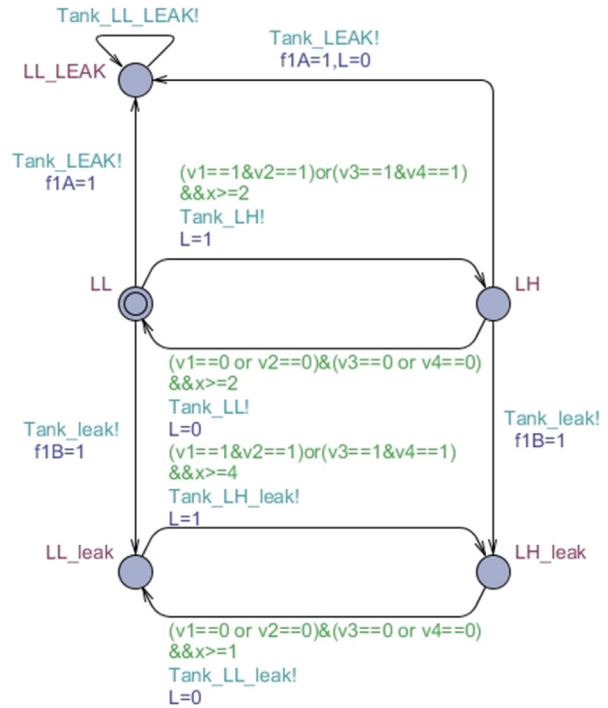 Tank_LL_LEAK!
LL_LEAK
Tank_LEAK!
f1A=1,L=0
Tank_LEAK!
f1A=1
(v1==1&v2==1)or(v3==1&v4==1)
&&x>=2
Tank_LH!
L=1
LL
LH
(v1==0 or v2==0)&(v3==0 or v4==0)
&&x>=2
Tank_LL!
L=0
Tank_leak!
f1B=1
Tank_leak!
f1B=1
(v1==1&v2==1)or(v3==1&v4==1)
&&x>=4
Tank_LH_leak!
L=1
LL_leak
LH_leak
(v1==0 or v2==0)&(v3==0 or v4==0)
&&x>=1
Tank_LL_leak!
L=0